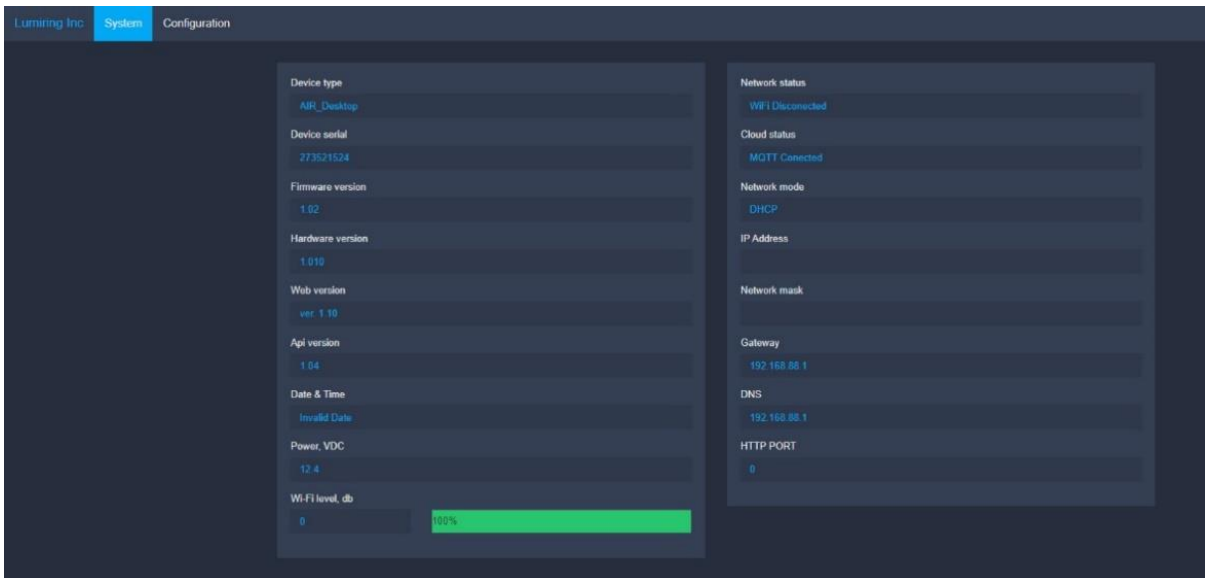 Lumiring Inc System Configuration
Device type
AIR_Desktop
Device serial
273521524
Firmware version
1.02
Hardware version
1.010
Web version
ver. 1.10
Api version
1.04
Date & Time
Invalid Date
Power, VDC
12.4
Wi-Fi level, db
0 100%
Network status
WiFi Disconected
Cloud status
MQTT Conected
Network mode
DHCP
IP Address
Network mask
Gateway
192.168.88.1
DNS
192.168.88.1
HTTP PORT
0